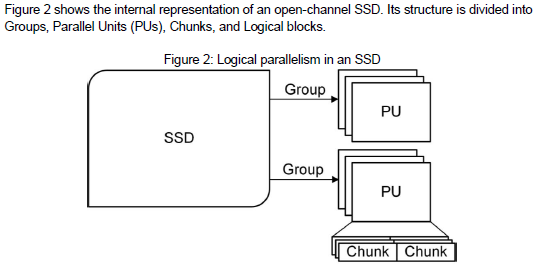 Figure 2 shows the internal representation of an open-channel SSD. Its structure is divided into
Groups, Parallel Units (PUs), Chunks, and Logical blocks.
Figure 2: Logical parallelism in an SSD
Group
PU
SSD
Group
PU
Chunk Chunk